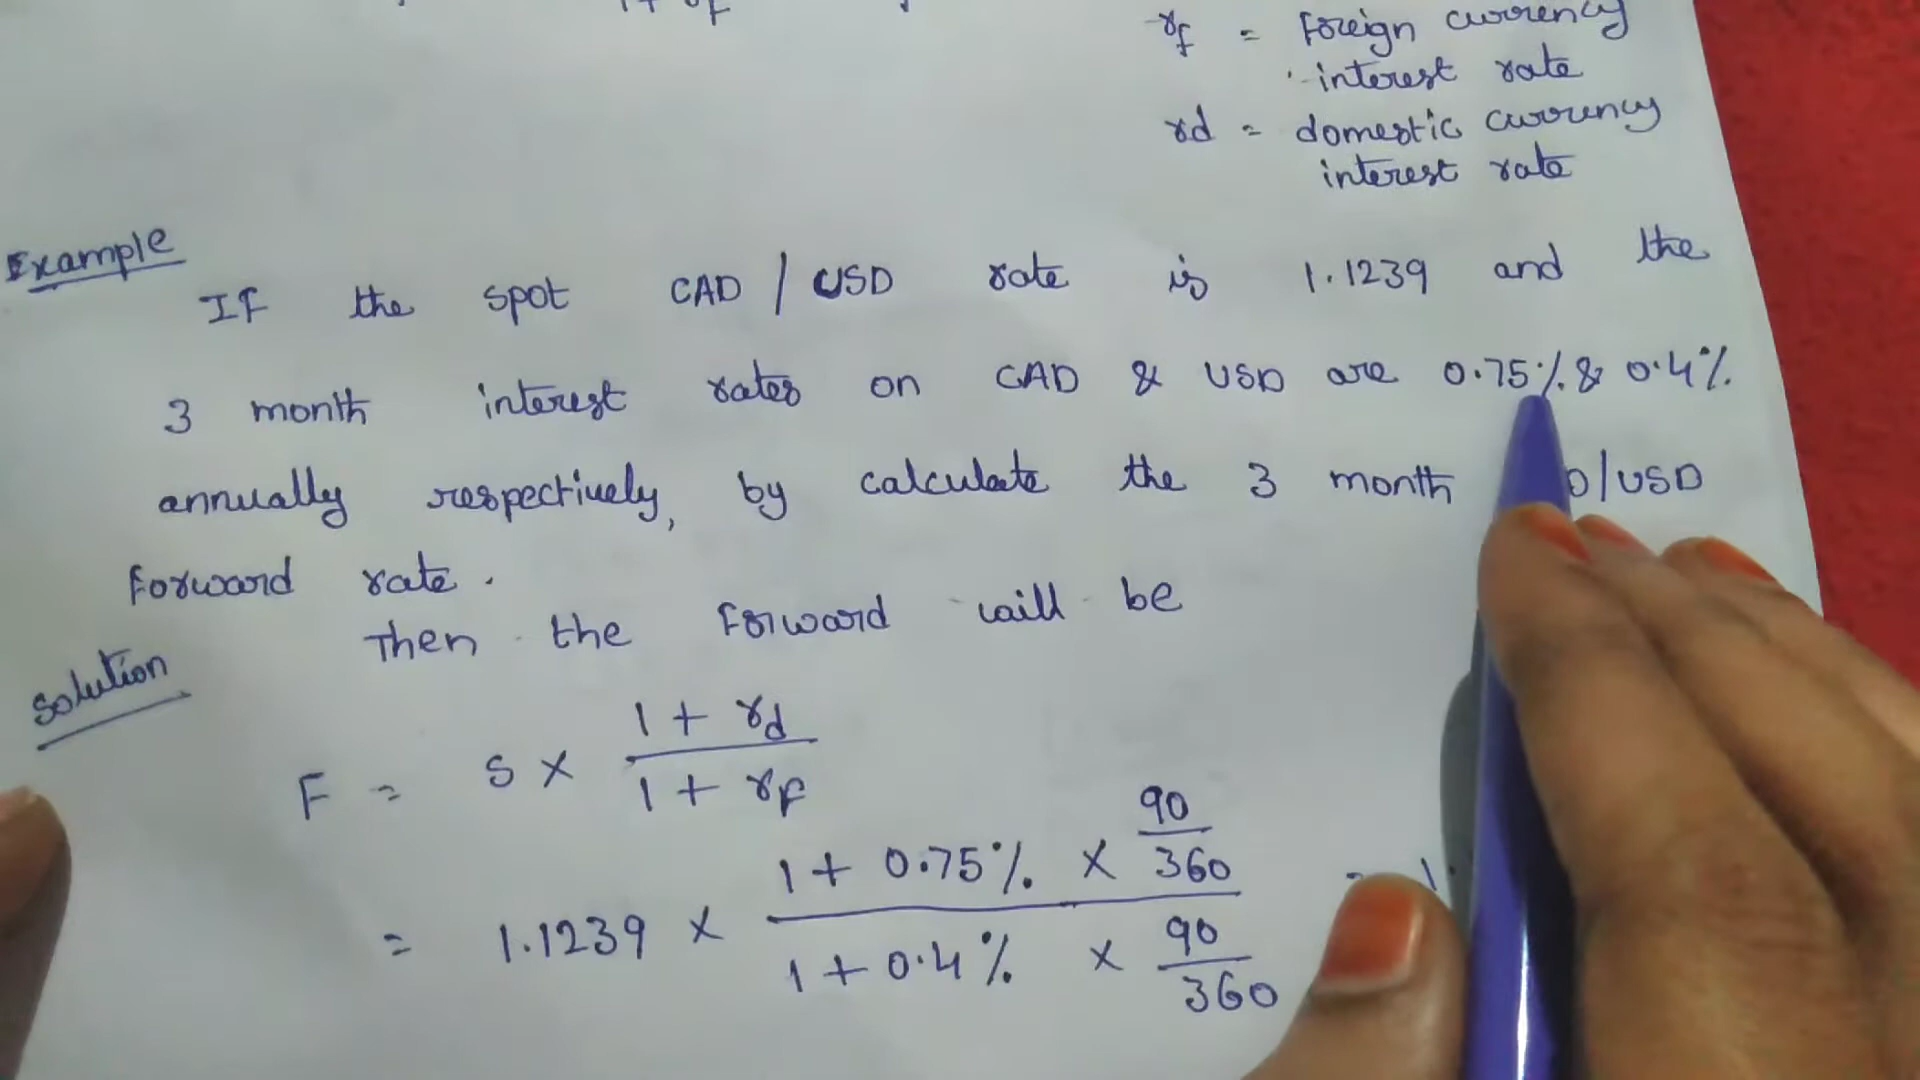 rf = Foreign currency
interest rate
rd = domestic currency
interest rate
Example
If the spot CAD / USD rate is 1.1239 and the
3 month interest rates on CAD & USD are 0.75% & 0.4%
annually respectively, by calculate the 3 month D/USD
Forward rate.
Solution
Then the Forward will be
F = S × 1 + rd / 1 + rf
= 1.1239 × 1 + 0.75% × 90/360 / 1 + 0.4% × 90/360 = 1.